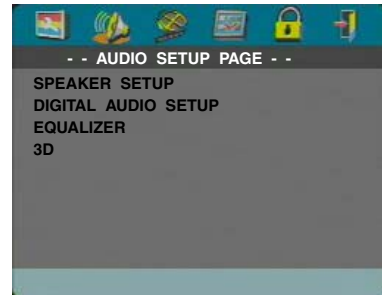 - - AUDIO SETUP PAGE - -
SPEAKER SETUP
DIGITAL AUDIO SETUP
EQUALIZER
3D